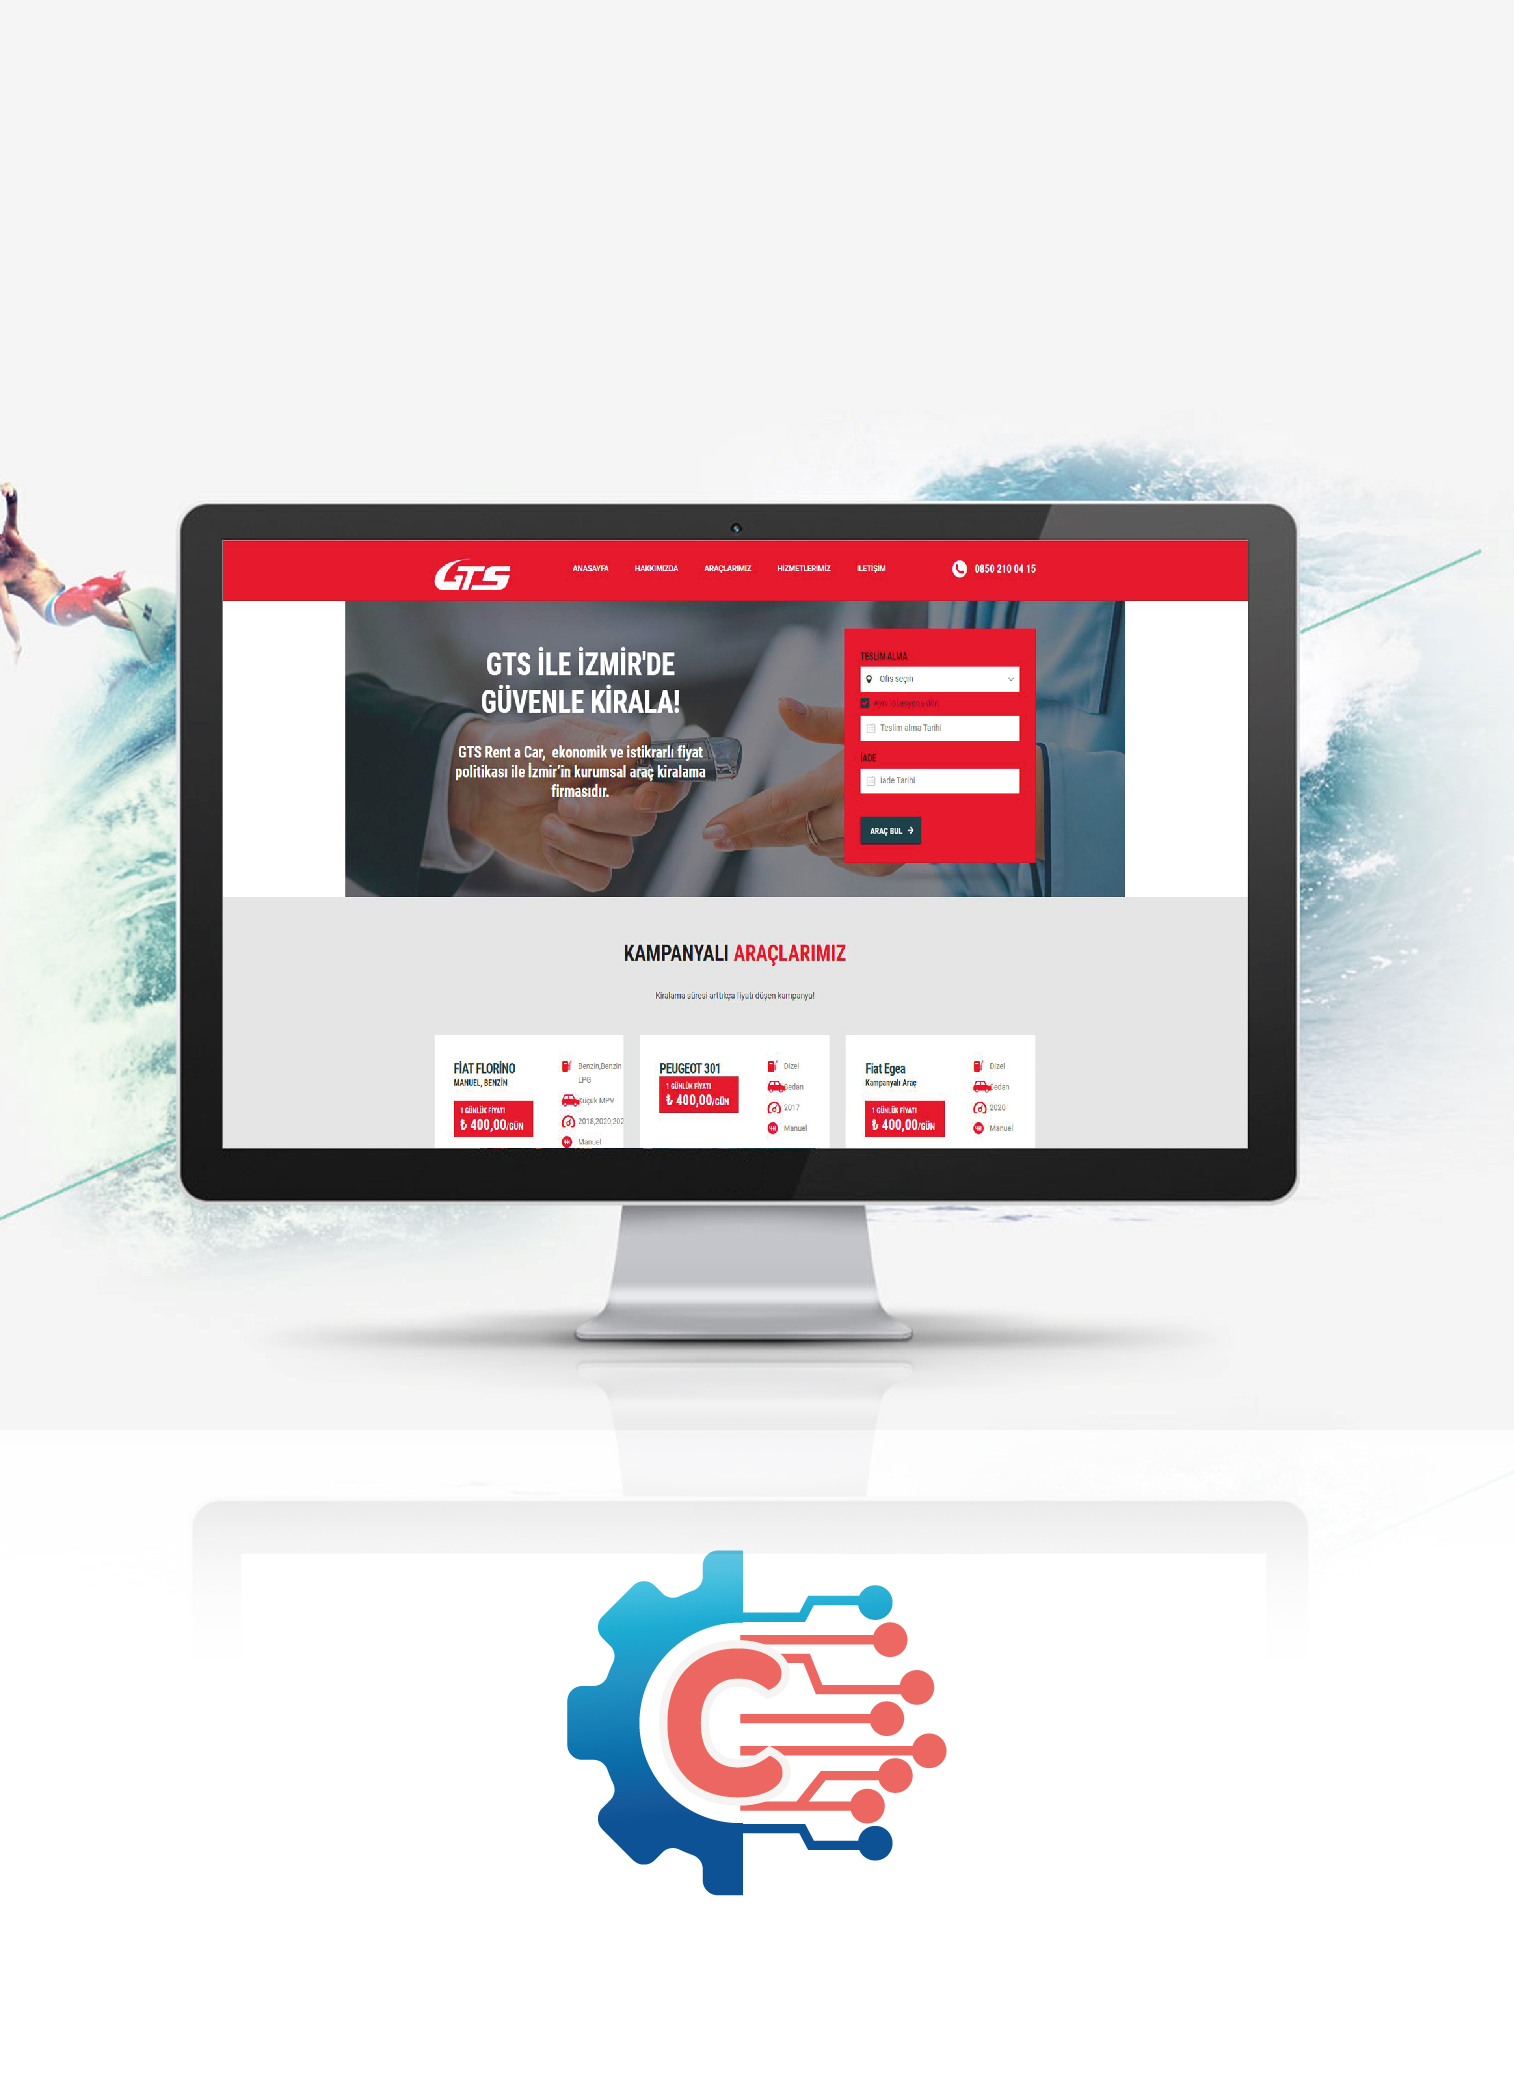 GTS
ANASAYFA HAKKIMIZDA ARAÇLARIMIZ HİZMETLERİMİZ İLETİŞİM
0850 210 04 15
GTS İLE İZMİR'DE
GÜVENLE KİRALA!
GTS Rent a Car, ekonomik ve istikrarlı fiyat
politikası ile İzmir'in kurumsal araç kiralama
firmasıdır.
TESLİM ALMA
Ofis seçin
Aynı lokasyona dön
Teslim alma Tarihi
İADE
İade Tarihi
ARAÇ BUL
KAMPANYALI ARAÇLARIMIZ
Kiralama süresi arttıkça fiyatı düşen kampanya!
FİAT FLORİNO
MANUEL, BENZİN
1 GÜNLÜK FİYATI
₺ 400,00/GÜN
Benzin,Benzin
LPG
Küçük MPV
2018,2020,202
Manuel
PEUGEOT 301
1 GÜNLÜK FİYATI
₺ 400,00/GÜN
Dizel
Sedan
2017
Manuel
Fiat Egea
Kampanyalı Araç
1 GÜNLÜK FİYATI
₺ 400,00/GÜN
Dizel
Sedan
2020
Manuel
C